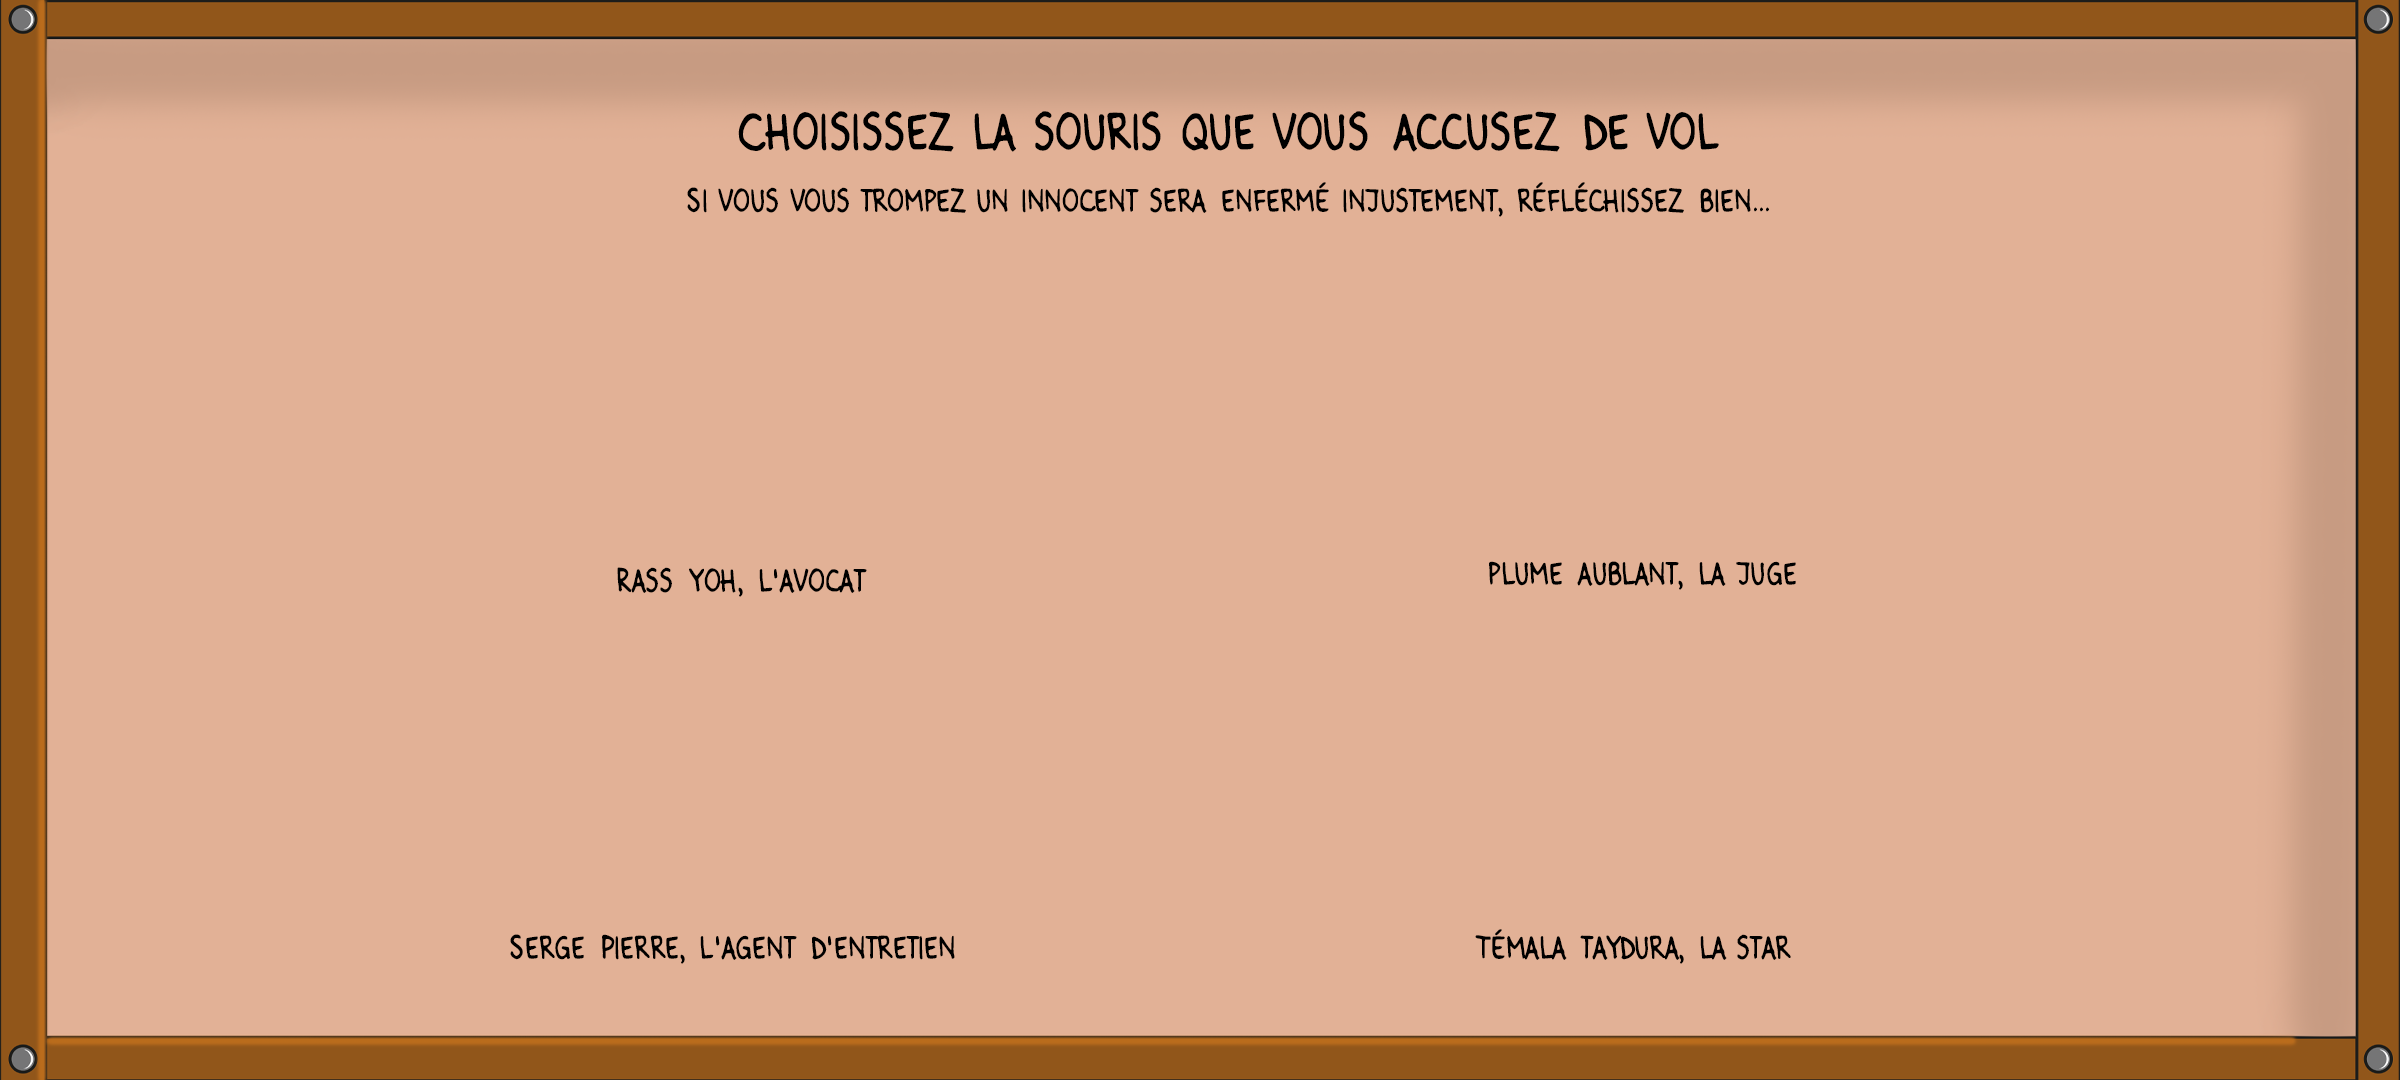 CHOISISSEZ LA SOURIS QUE VOUS ACCUSEZ DE VOL
SI VOUS VOUS TROMPEZ UN INNOCENT SERA ENFERMÉ INJUSTEMENT, RÉFLÉCHISSEZ BIEN...
RASS YOH, L'AVOCAT
PLUME AUBLANT, LA JUGE
SERGE PIERRE, L'AGENT D'ENTRETIEN
TÉMALA TAYDURA, LA STAR